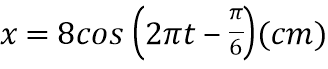 x = 8cos (2πt − π/6)(cm)